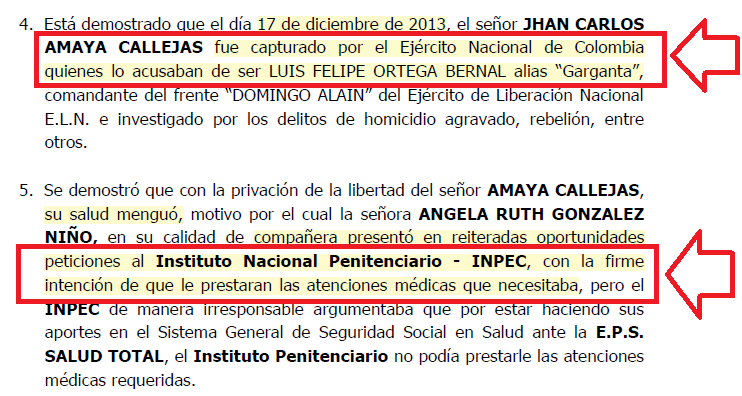 4. Está demostrado que el día 17 de diciembre de 2013, el señor JHAN CARLOS
AMAYA CALLEJAS fue capturado por el Ejército Nacional de Colombia
quienes lo acusaban de ser LUIS FELIPE ORTEGA BERNAL alias “Garganta”,
comandante del frente “DOMINGO ALAIN” del Ejército de Liberación Nacional
E.L.N. e investigado por los delitos de homicidio agravado, rebelión, entre
otros.
5. Se demostró que con la privación de la libertad del señor AMAYA CALLEJAS,
su salud menguó, motivo por el cual la señora ANGELA RUTH GONZALEZ
NIÑO, en su calidad de compañera presentó en reiteradas oportunidades
peticiones al Instituto Nacional Penitenciario - INPEC, con la firme
intención de que le prestaran las atenciones médicas que necesitaba, pero el
INPEC de manera irresponsable argumentaba que por estar haciendo sus
aportes en el Sistema General de Seguridad Social en Salud ante la E.P.S.
SALUD TOTAL, el Instituto Penitenciario no podía prestarle las atenciones
médicas requeridas.